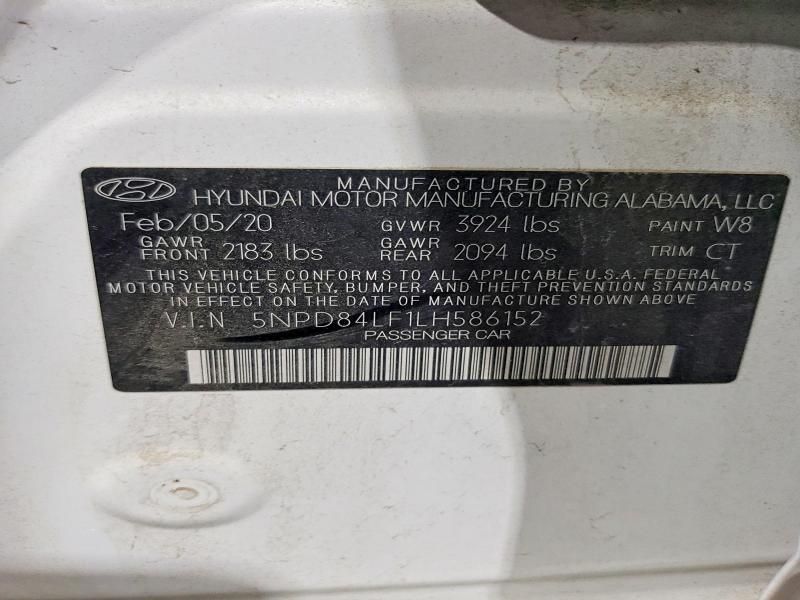 MANUFACTURED BY
HYUNDAI MOTOR MANUFACTURING ALABAMA, LLC
Feb/05/20 GVWR 3924 lbs PAINT W8
GAWR FRONT 2183 lbs GAWR REAR 2094 lbs TRIM CT
THIS VEHICLE CONFORMS TO ALL APPLICABLE U.S.A. FEDERAL
MOTOR VEHICLE SAFETY, BUMPER, AND THEFT PREVENTION STANDARDS
IN EFFECT ON THE DATE OF MANUFACTURE SHOWN ABOVE
V.I.N 5NPD84LF1LH586152
PASSENGER CAR